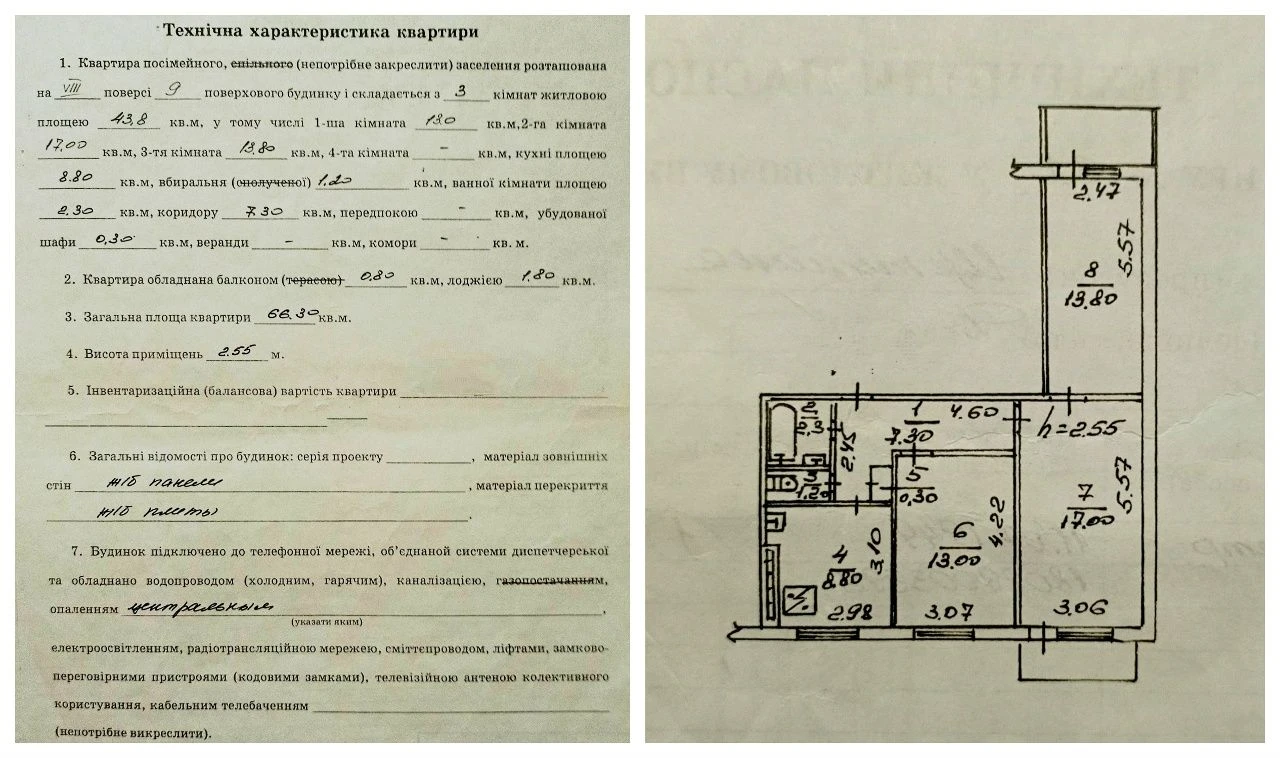 Технічна характеристика квартири
1. Квартира посімейного, спільного (непотрібне закреслити) заселення розташована
на VIII поверсі 9 поверхового будинку і складається з 3 кімнат житловою
площею 43,8 кв.м, у тому числі 1-ша кімната 13.0 кв.м,2-га кімната
17.00 кв.м, 3-тя кімната 13.80 кв.м, 4-та кімната - кв.м, кухні площею
8.80 кв.м, вбиральня (сполученої) 1.20 кв.м, ванної кімнати площею
2.30 кв.м, коридору 7.30 кв.м, передпокою - кв.м, убудованої
шафи 0,30 кв.м, веранди - кв.м, комори - кв. м.
2. Квартира обладнана балконом (терасою) 0,80 кв.м, лоджією 1.80 кв.м.
3. Загальна площа квартири 66.30 кв.м.
4. Висота приміщень 2.55 м.
5. Інвентаризаційна (балансова) вартість квартири
6. Загальні відомості про будинок: серія проекту , матеріал зовнішніх
стін ж/б панели , матеріал перекриття
ж/б плиты .
7. Будинок підключено до телефонної мережі, об’єднаної системи диспетчерської
та обладнано водопроводом (холодним, гарячим), каналізацією, газопостачанням,
опаленням центральным ,
(указати яким)
електроосвітленням, радіотрансляційною мережею, сміттєпроводом, ліфтами, замково-
переговірними пристроями (кодовими замками), телевізійною антеною колективного
користування, кабельним телебаченням
(непотрібне викреслити).
2.47
5.57
8
13.80
2
2,3
1
7.30
4.60
h=2.55
2.45
3
1,20
5
0,30
7
17.00
5.57
4.22
6
13.00
4
8.80
3,10
2.98
3.07
3.06